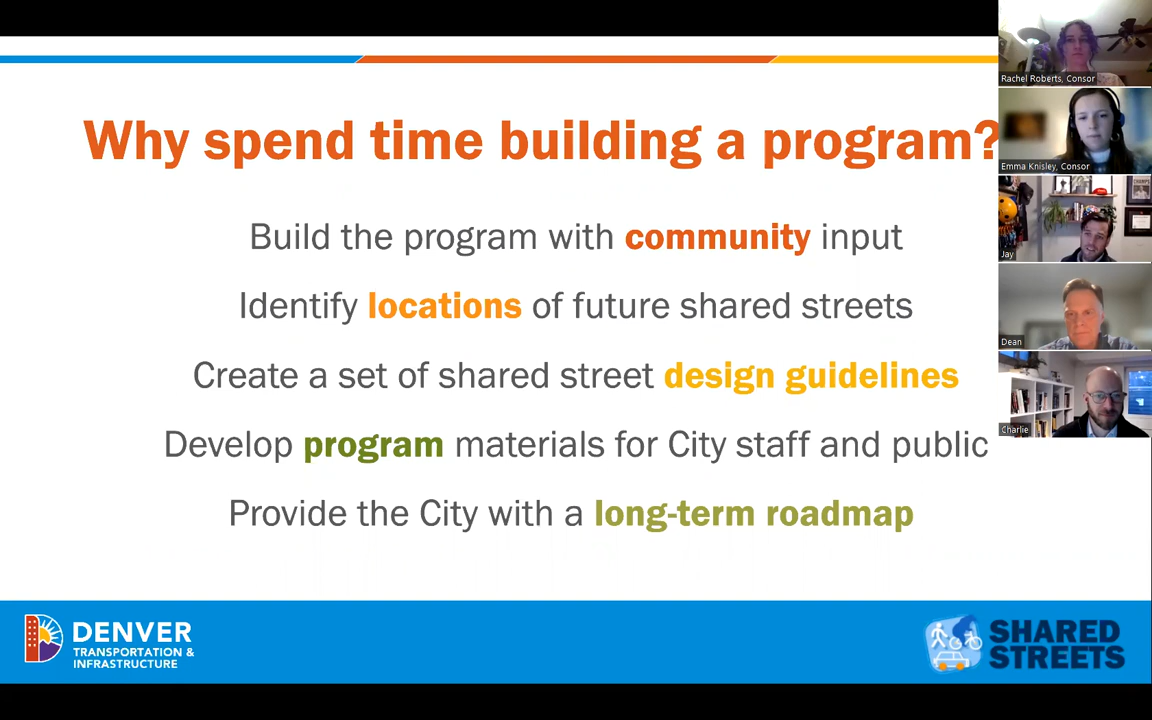 Why spend time building a program?
Build the program with community input
Identify locations of future shared streets
Create a set of shared street design guidelines
Develop program materials for City staff and public
Provide the City with a long-term roadmap
DENVER
TRANSPORTATION &
INFRASTRUCTURE
SHARED
STREETS
Rachel Roberts, Consor
Emma Knisley, Consor
Jay
Dean
Charlie